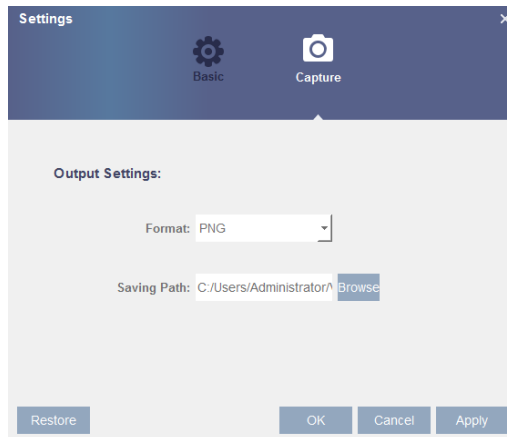 Settings
Basic
Capture
Output Settings:
Format: PNG
Saving Path: C:/Users/Administrator/ Browse
Restore
OK Cancel Apply